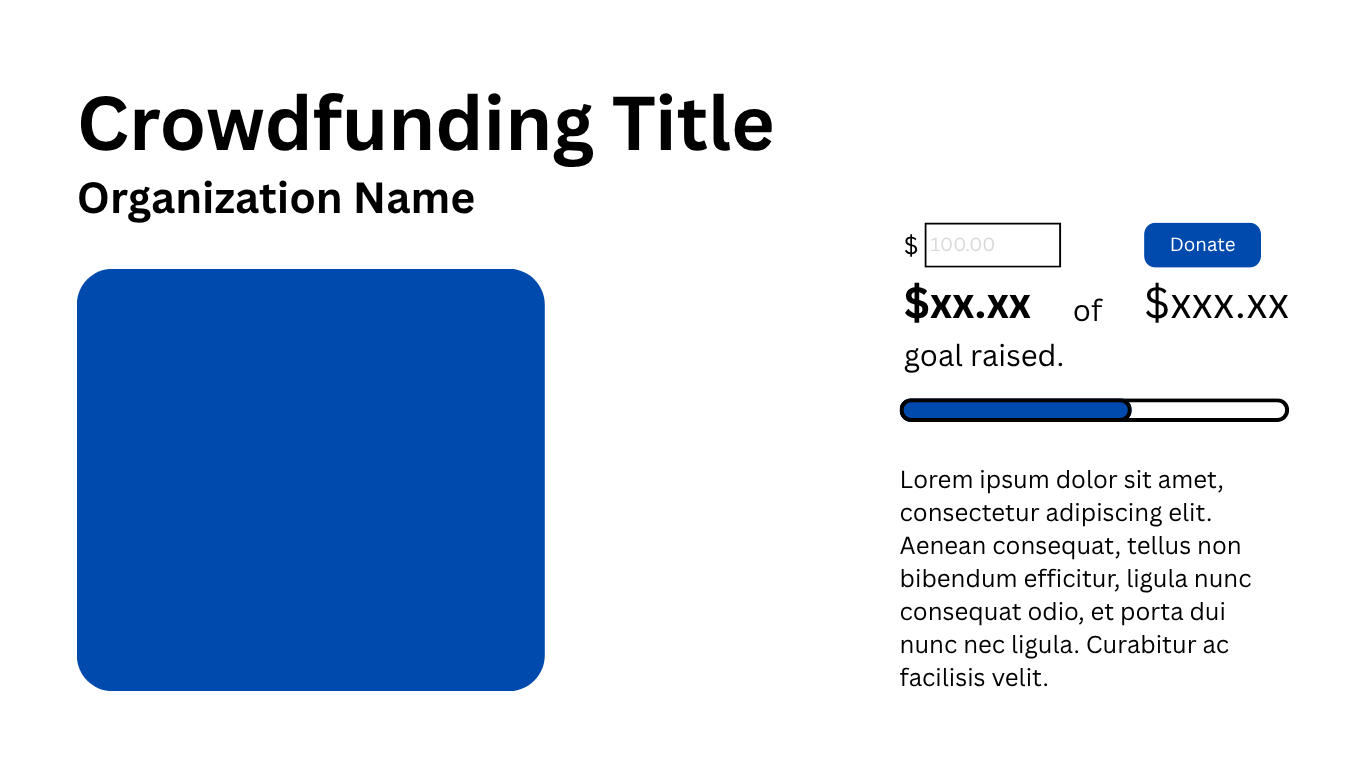 Crowdfunding Title
Organization Name
$ 100.00 Donate
$xx.xx of $xxx.xx
goal raised.
Lorem ipsum dolor sit amet,
consectetur adipiscing elit.
Aenean consequat, tellus non
bibendum efficitur, ligula nunc
consequat odio, et porta dui
nunc nec ligula. Curabitur ac
facilisis velit.